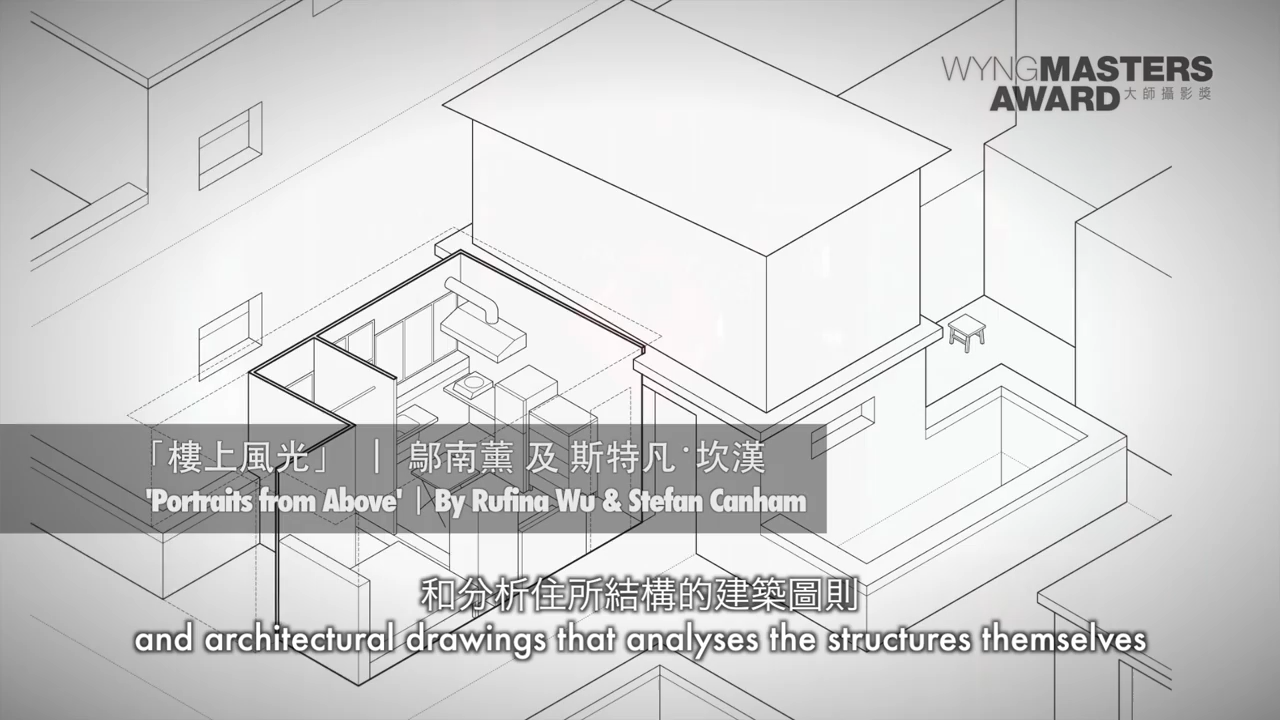 WYNGMASTERS
AWARD大師攝影獎
「樓上風光」 | 鄔南薰 及 斯特凡·坎漢
'Portraits from Above' | By Rufina Wu & Stefan Canham
和分析住所結構的建築圖則
and architectural drawings that analyses the structures themselves